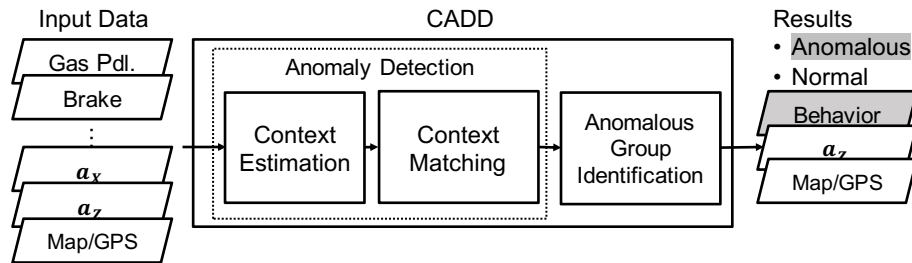 Input Data
Gas Pdl.
Brake
⋮
a_X
a_Z
Map/GPS
CADD
Anomaly Detection
Context
Estimation
Context
Matching
Anomalous
Group
Identification
Results
• Anomalous
• Normal
Behavior
a_Z
Map/GPS